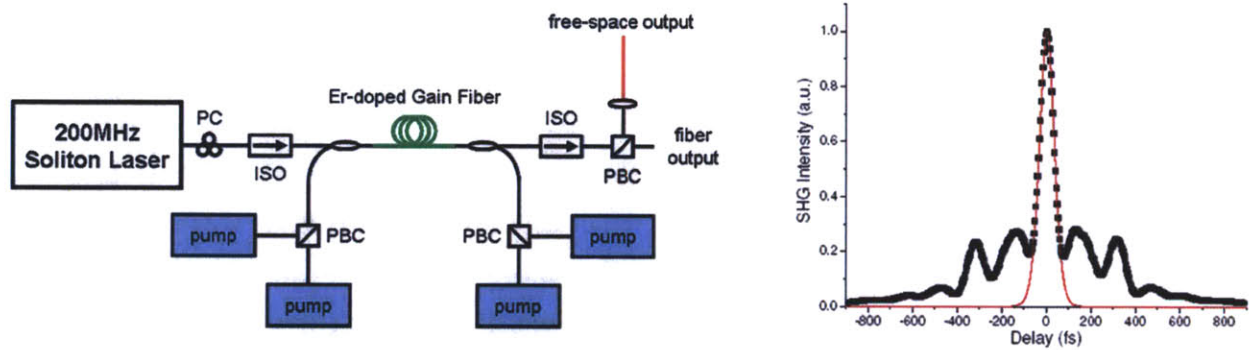 free-space output
Er-doped Gain Fiber
PC
ISO
200MHz
Soliton Laser
ISO
fiber
output
PBC
pump
PBC
PBC
pump
pump
pump
1.0
0.8
0.6
0.4
0.2
0.0
SHG Intensity (a.u.)
-800 -600 -400 -200 0 200 400 600 800
Delay (fs)